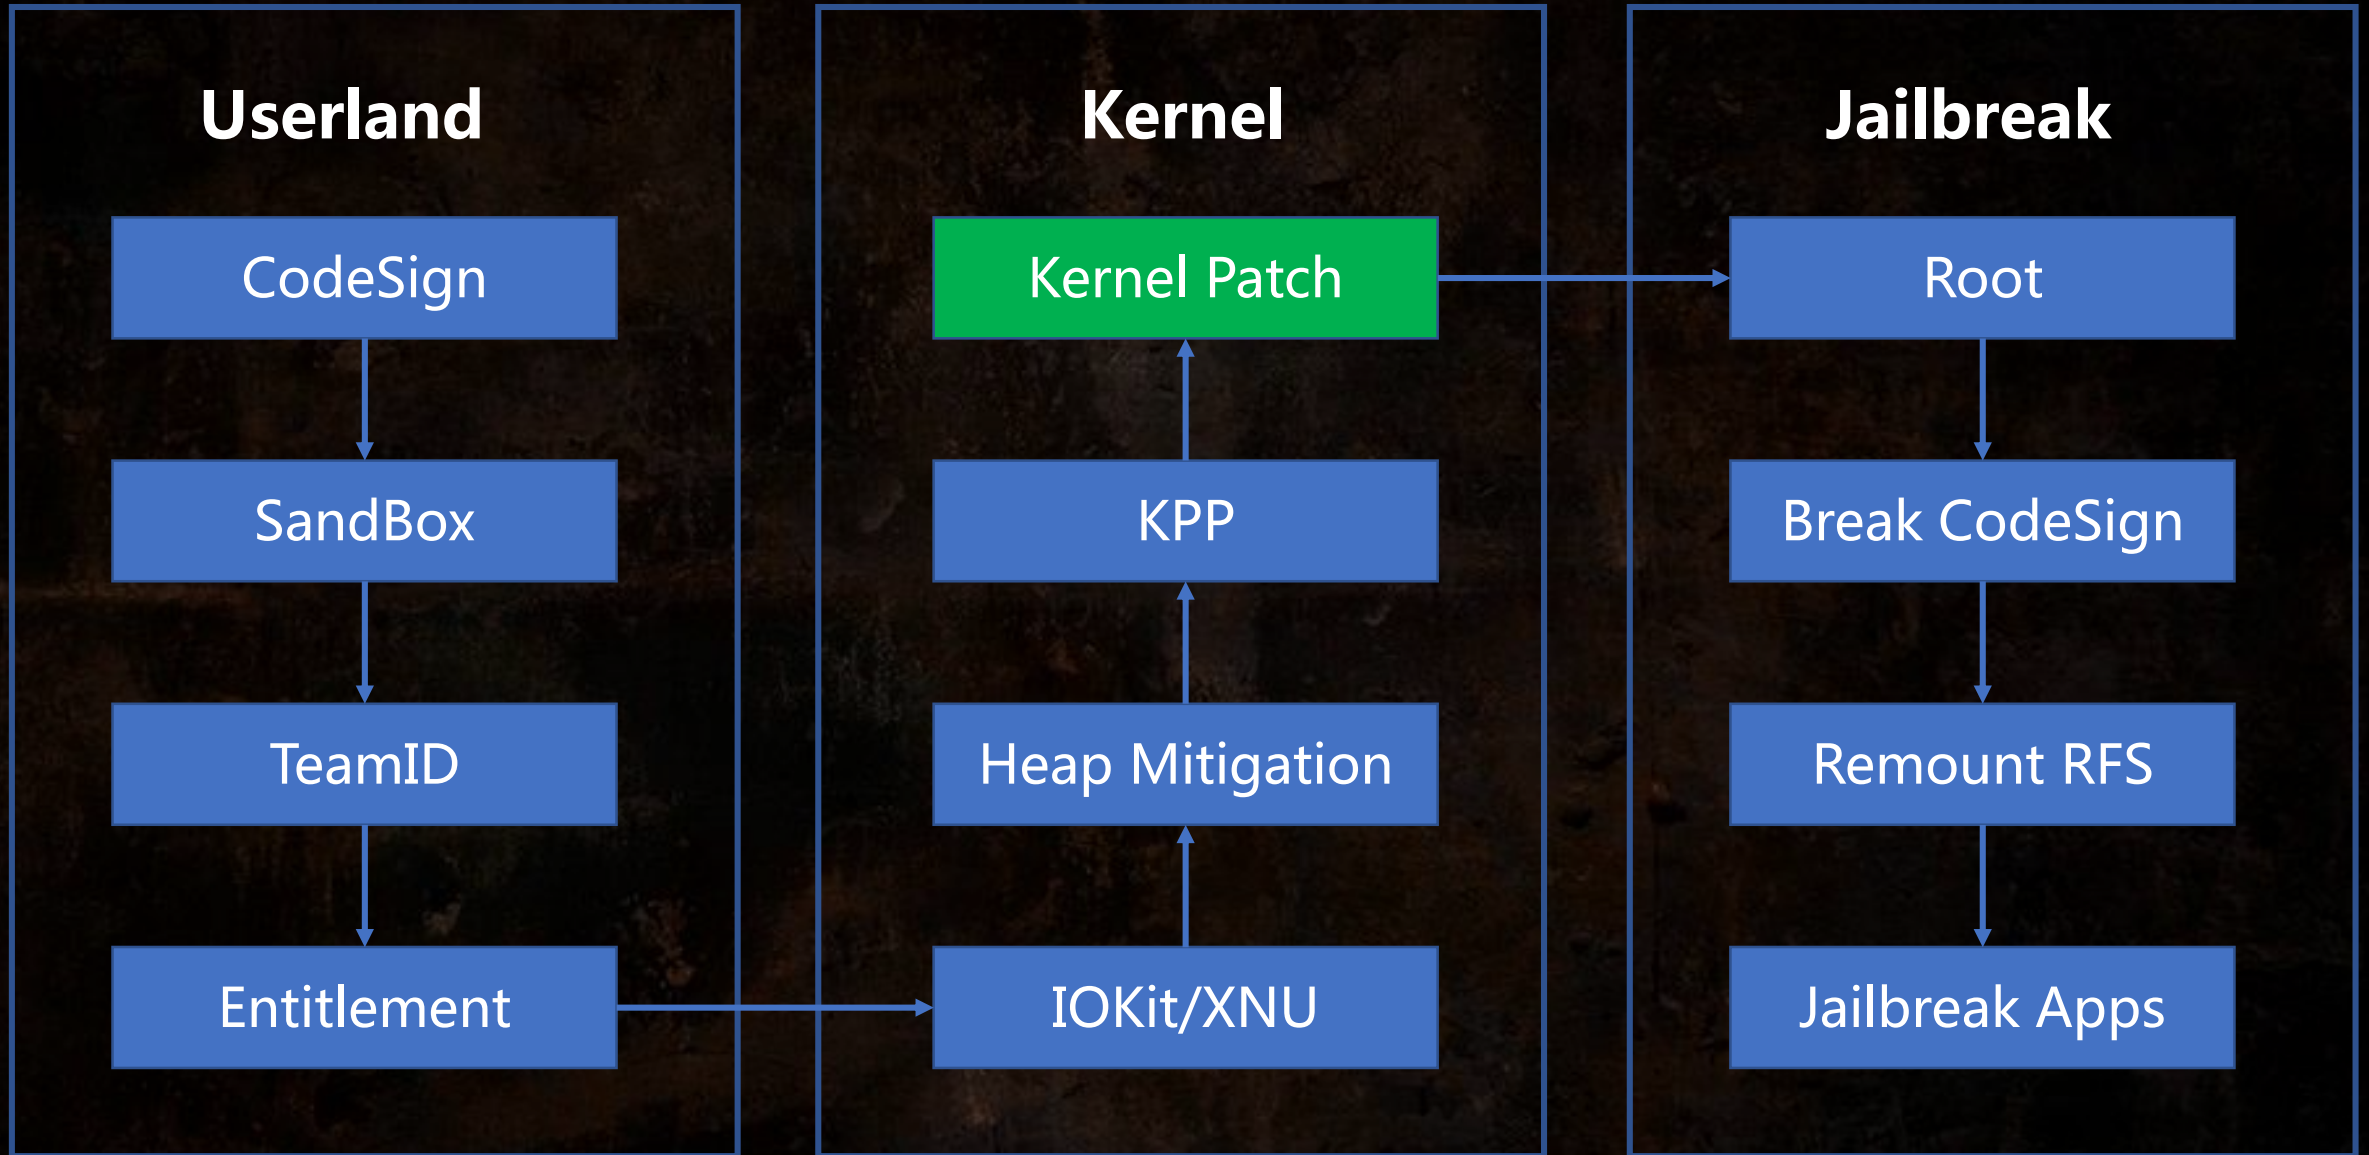 Userland
CodeSign
SandBox
TeamID
Entitlement
Kernel
Kernel Patch
KPP
Heap Mitigation
IOKit/XNU
Jailbreak
Root
Break CodeSign
Remount RFS
Jailbreak Apps